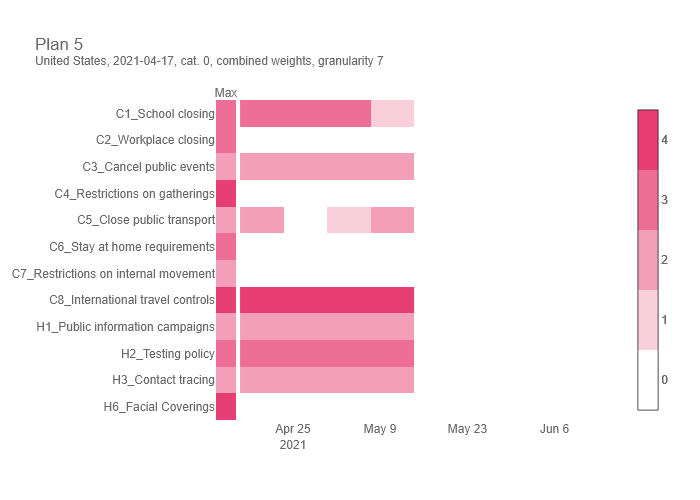 Plan 5
United States, 2021-04-17, cat. 0, combined weights, granularity 7
Max
C1_School closing
C2_Workplace closing
C3_Cancel public events
C4_Restrictions on gatherings
C5_Close public transport
C6_Stay at home requirements
C7_Restrictions on internal movement
C8_International travel controls
H1_Public information campaigns
H2_Testing policy
H3_Contact tracing
H6_Facial Coverings
4
3
2
1
0
Apr 25 May 9 May 23 Jun 6
2021